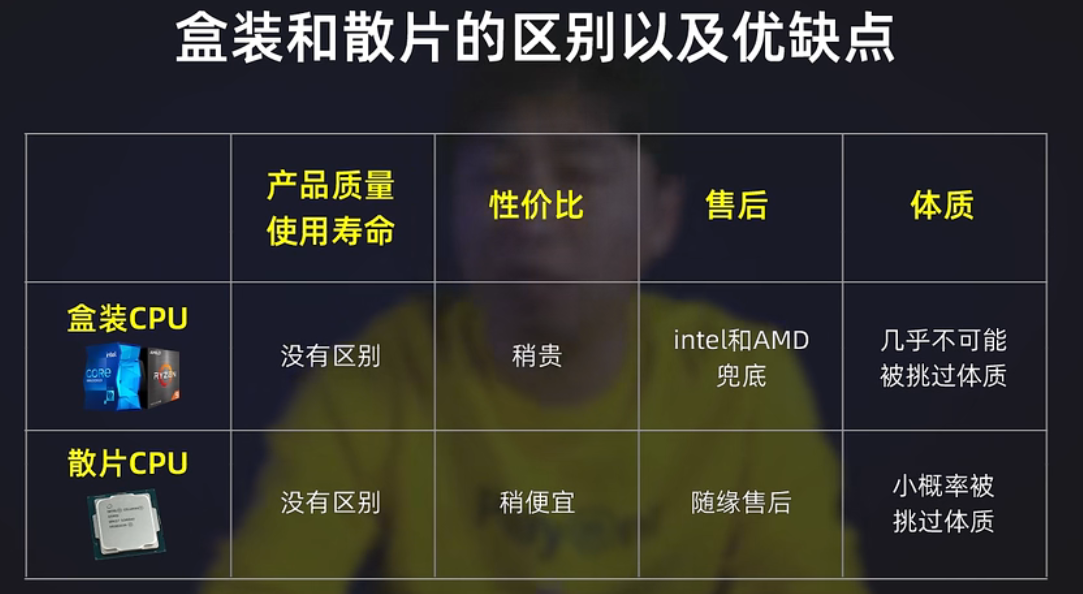 盒装和散片的区别以及优缺点
产品质量
使用寿命
性价比
售后
体质
盒装CPU
intel
CORE
RYZEN
没有区别
稍贵
intel和AMD
兜底
几乎不可能
被挑过体质
散片CPU
没有区别
稍便宜
随缘售后
小概率被
挑过体质